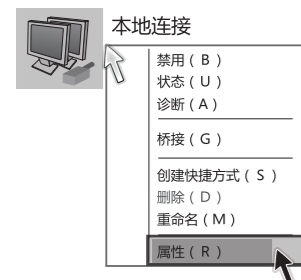 本地连接
禁用(B)
状态(U)
诊断(A)
桥接(G)
创建快捷方式(S)
删除(D)
重命名(M)
属性(R)